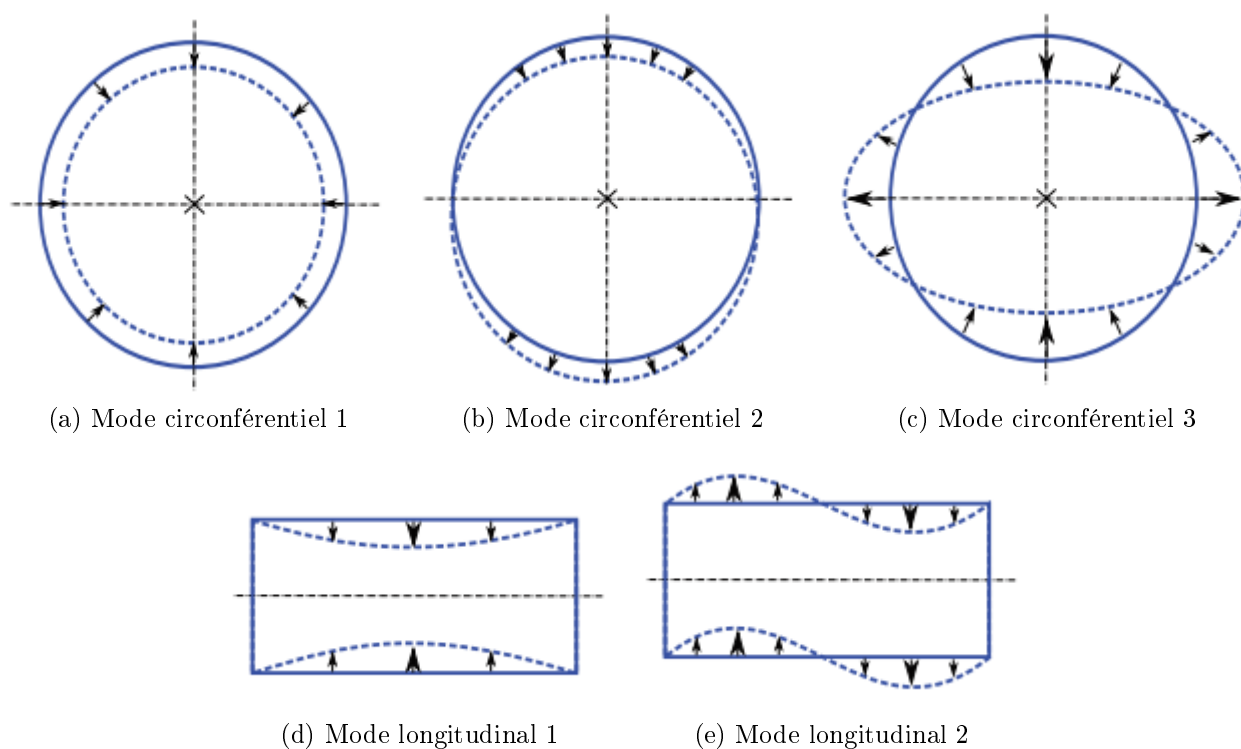 (a) Mode circonférentiel 1
(b) Mode circonférentiel 2
(c) Mode circonférentiel 3
(d) Mode longitudinal 1
(e) Mode longitudinal 2